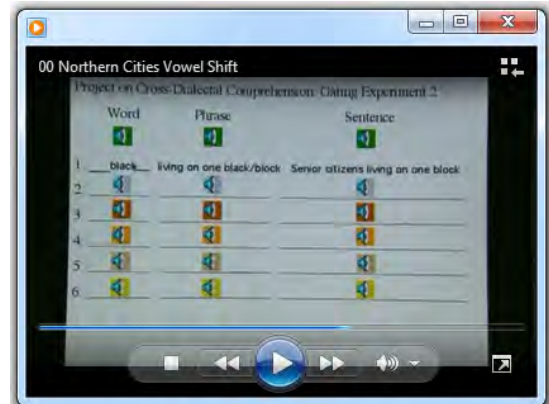 00 Northern Cities Vowel Shift
Project on Cross-Dialectal Comprehension: Gating Experiment 2
Word Phrase Sentence
1 black living on one black/block Senior citizens living on one block
2
3
4
5
6